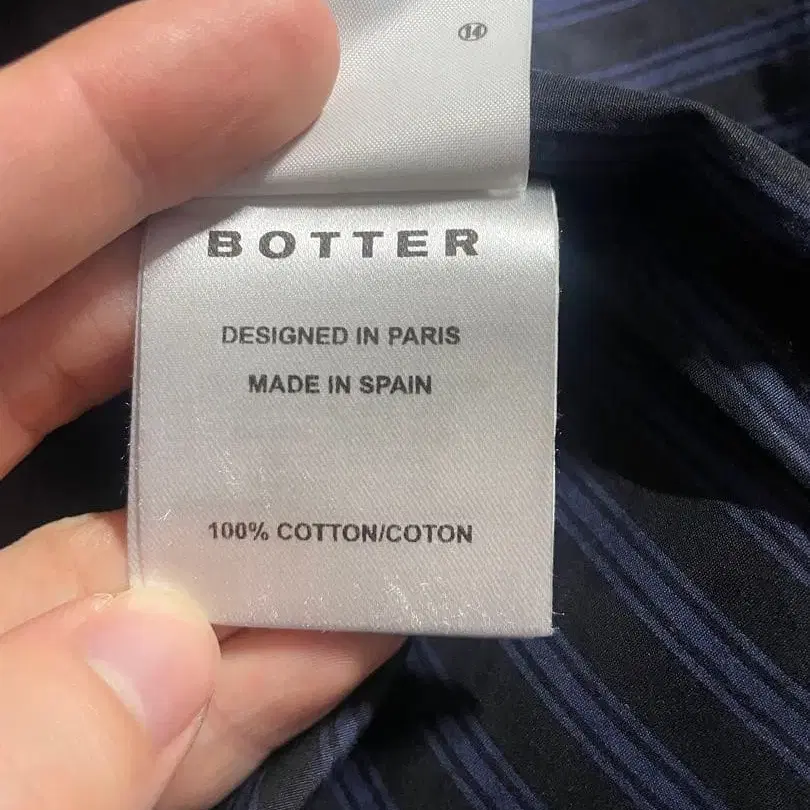 14
BOTTER
DESIGNED IN PARIS
MADE IN SPAIN
100% COTTON/COTON